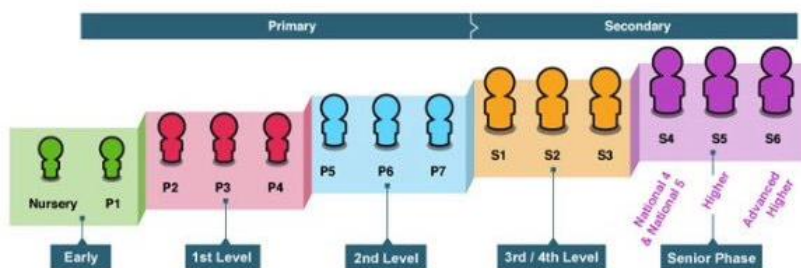 Primary
Secondary
Nursery
P1
P2
P3
P4
P5
P6
P7
S1
S2
S3
S4
S5
S6
National 4
& National 5
Higher
Advanced
Higher
Early
1st Level
2nd Level
3rd / 4th Level
Senior Phase